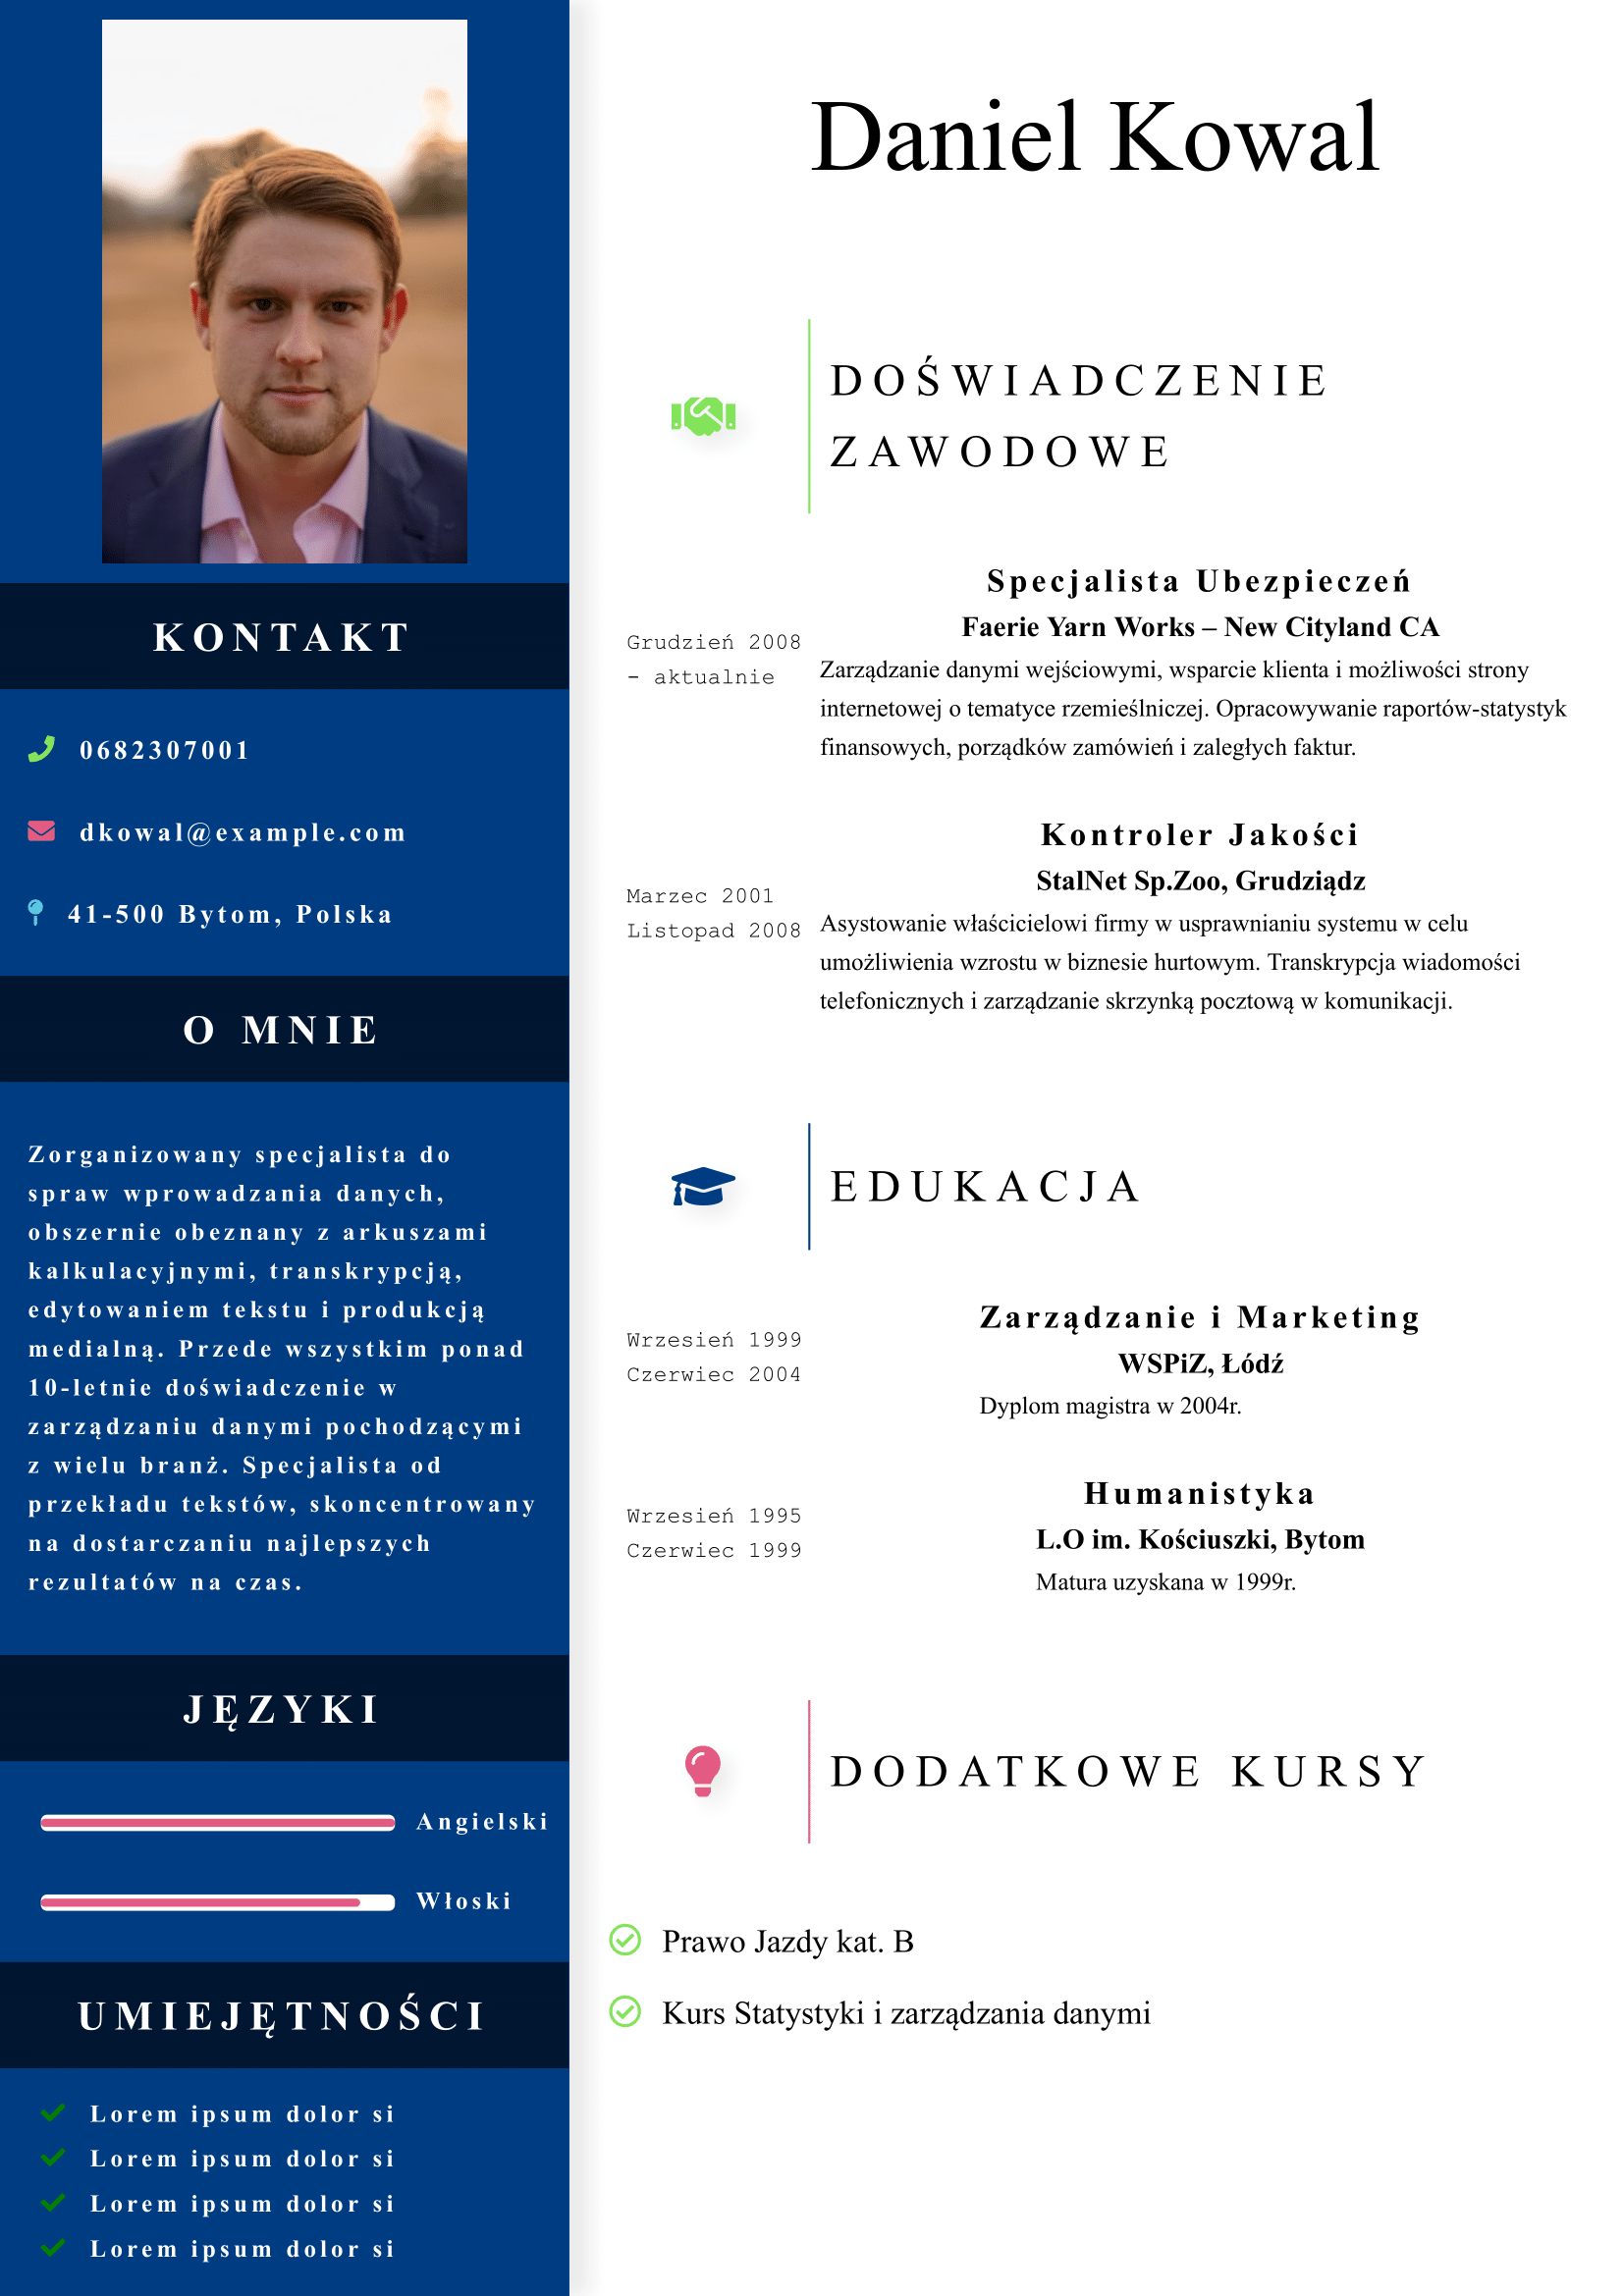 Daniel Kowal
KONTAKT
0682307001
dkowal@example.com
41-500 Bytom, Polska
O MNIE
Zorganizowany specjalista do
spraw wprowadzania danych,
obszernie obeznany z arkuszami
kalkulacyjnymi, transkrypcją,
edytowaniem tekstu i produkcją
medialną. Przede wszystkim ponad
10-letnie doświadczenie w
zarządzaniu danymi pochodzącymi
z wielu branż. Specjalista od
przekładu tekstów, skoncentrowany
na dostarczaniu najlepszych
rezultatów na czas.
JĘZYKI
Angielski
Włoski
UMIEJĘTNOŚCI
Lorem ipsum dolor si
Lorem ipsum dolor si
Lorem ipsum dolor si
Lorem ipsum dolor si
DOŚWIADCZENIE
ZAWODOWE
Grudzień 2008
- aktualnie
Specjalista Ubezpieczeń
Faerie Yarn Works – New Cityland CA
Zarządzanie danymi wejściowymi, wsparcie klienta i możliwości strony
internetowej o tematyce rzemieślniczej. Opracowywanie raportów-statystyk
finansowych, porządków zamówień i zaległych faktur.
Marzec 2001
Listopad 2008
Kontroler Jakości
StalNet Sp.Zoo, Grudziądz
Asystowanie właścicielowi firmy w usprawnianiu systemu w celu
umożliwienia wzrostu w biznesie hurtowym. Transkrypcja wiadomości
telefonicznych i zarządzanie skrzynką pocztową w komunikacji.
EDUKACJA
Wrzesień 1999
Czerwiec 2004
Zarządzanie i Marketing
WSPiZ, Łódź
Dyplom magistra w 2004r.
Wrzesień 1995
Czerwiec 1999
Humanistyka
L.O im. Kościuszki, Bytom
Matura uzyskana w 1999r.
DODATKOWE KURSY
Prawo Jazdy kat. B
Kurs Statystyki i zarządzania danymi